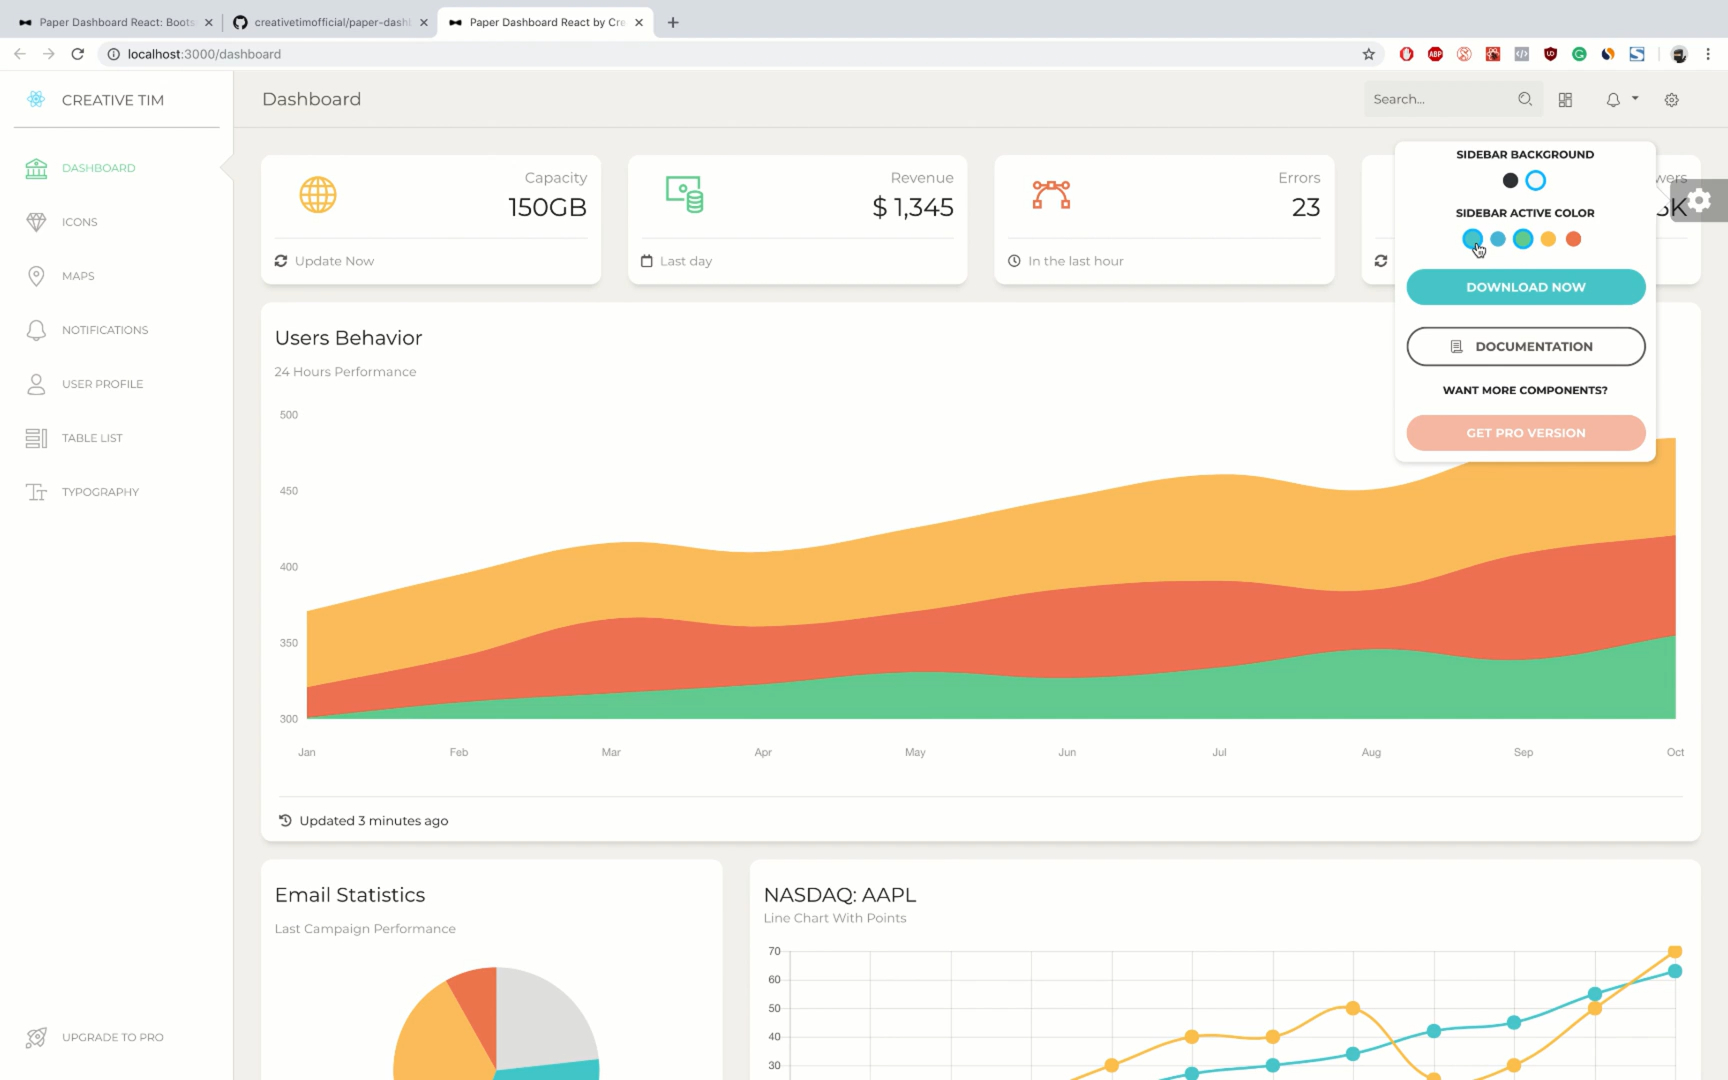 Paper Dashboard React: Boots
creativetimofficial/paper-dash
Paper Dashboard React by Cre
localhost:3000/dashboard
CREATIVE TIM
Dashboard
Search...
DASHBOARD
ICONS
MAPS
NOTIFICATIONS
USER PROFILE
TABLE LIST
TYPOGRAPHY
UPGRADE TO PRO
Capacity
150GB
Update Now
Revenue
$ 1,345
Last day
Errors
23
In the last hour
SIDEBAR BACKGROUND
SIDEBAR ACTIVE COLOR
DOWNLOAD NOW
DOCUMENTATION
WANT MORE COMPONENTS?
GET PRO VERSION
Users Behavior
24 Hours Performance
500
450
400
350
300
Jan Feb Mar Apr May Jun Jul Aug Sep Oct
Updated 3 minutes ago
Email Statistics
Last Campaign Performance
NASDAQ: AAPL
Line Chart With Points
70
60
50
40
30